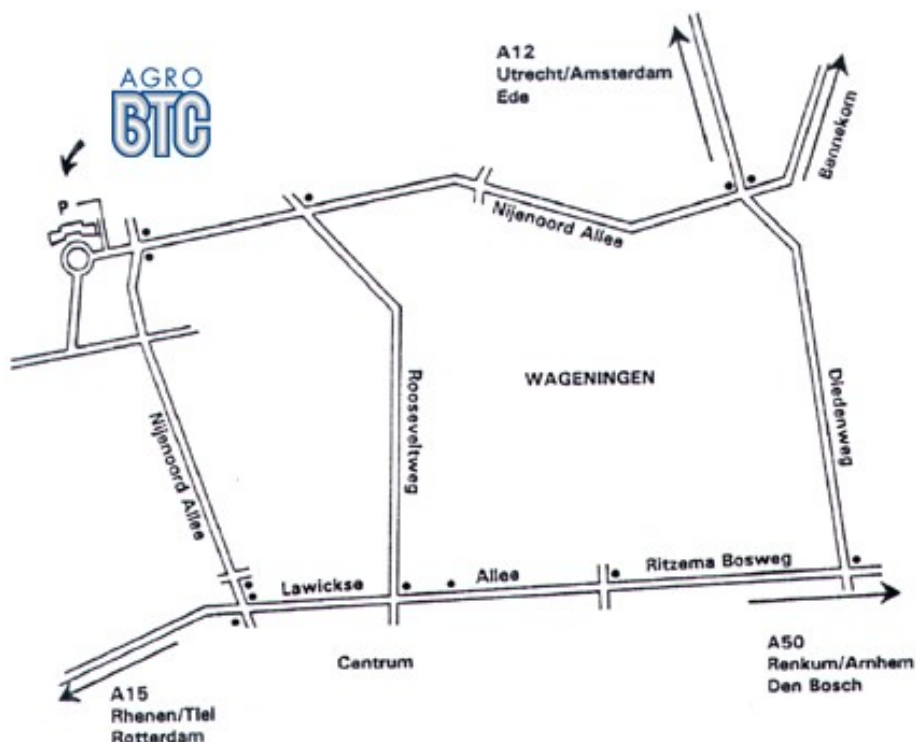 AGRO
BTC
A12
Utrecht/Amsterdam
Ede
Bannekorn
P
Nijenoord Allee
WAGENINGEN
Rooseveltweg
Diedenweg
Nijenoord Allee
Lawickse Allee
Ritzema Bosweg
Centrum
A50
Renkum/Arnhem
Den Bosch
A15
Rhenen/Tiel
Rotterdam